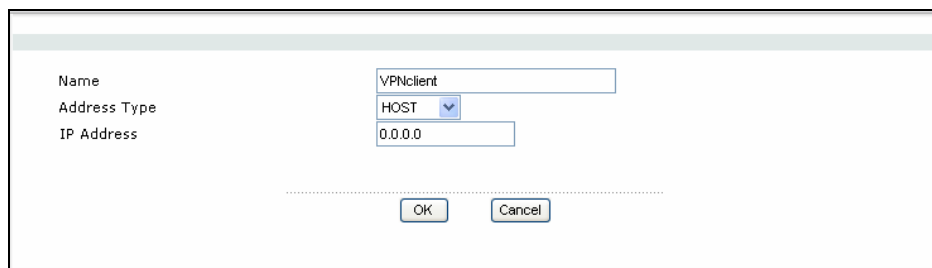 Name VPNclient
Address Type HOST
IP Address 0.0.0.0
OK Cancel